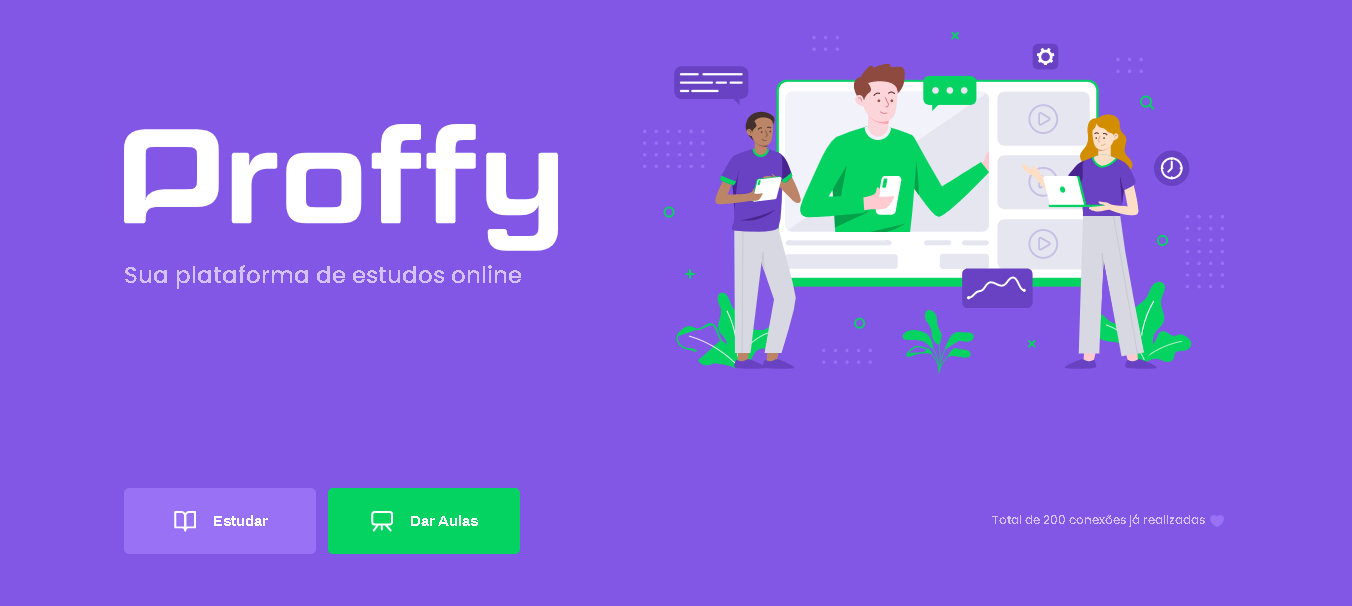 Proffy
Sua plataforma de estudos online
Estudar
Dar Aulas
Total de 200 conexões já realizadas